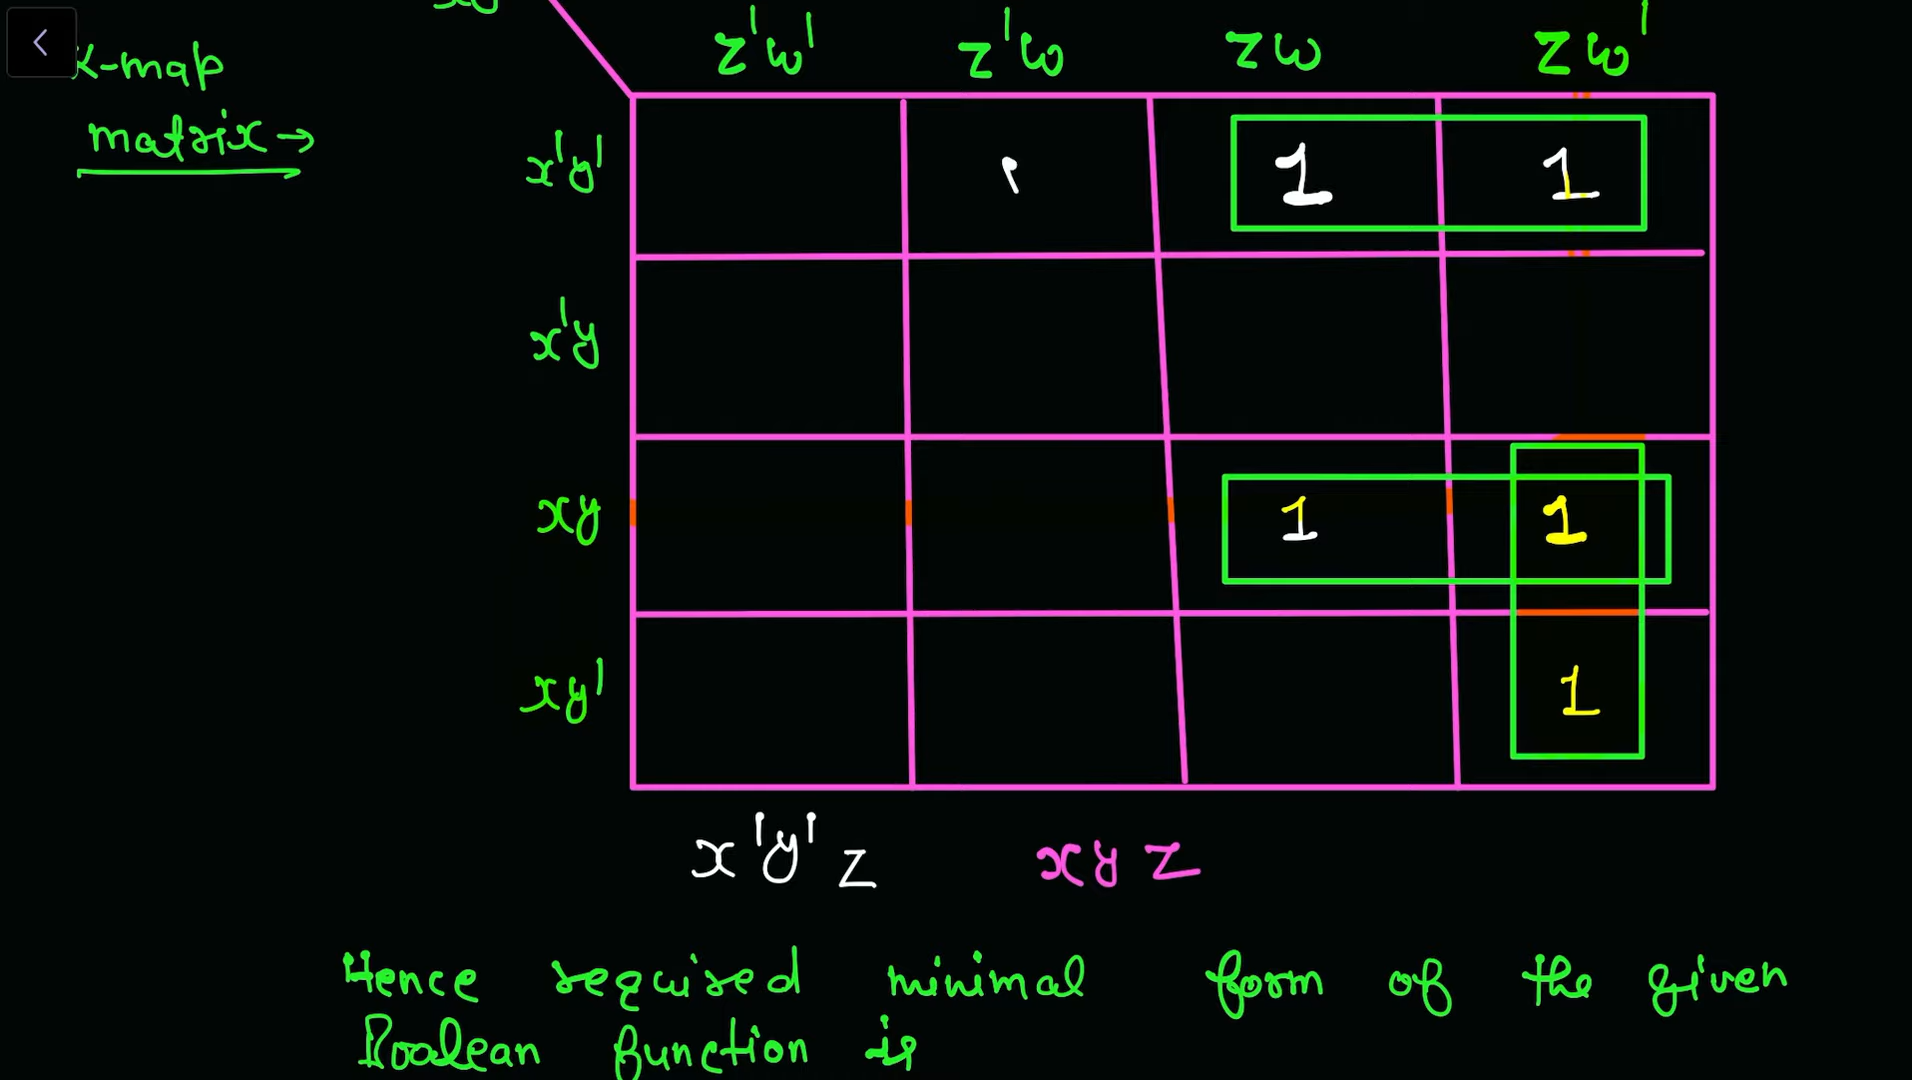 xy
K-map
matrix →
z'w' z'w zw zw'
x'y' 1 1
x'y
xy 1 1
xy' 1
x'y'z xyz
Hence required minimal form of the given
Boolean function is